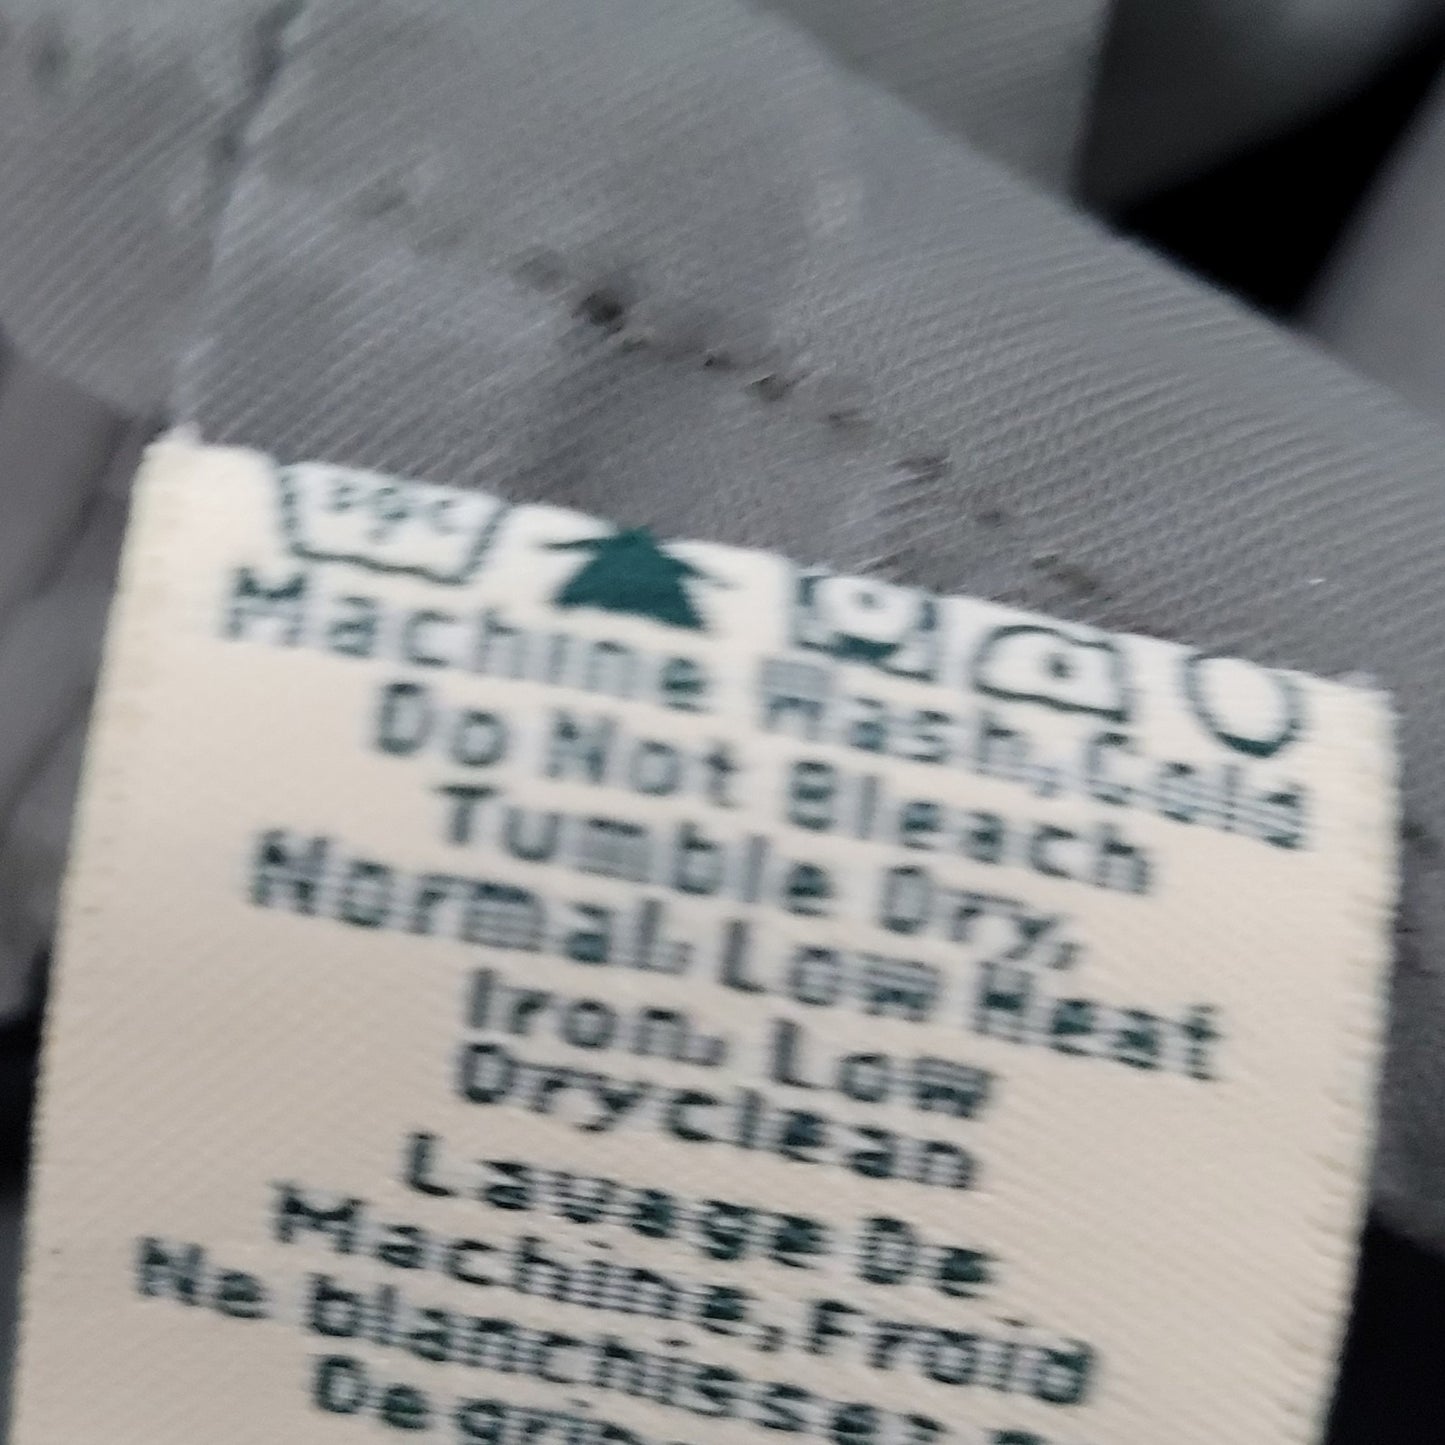 30°C
Machine Wash, Cold
Do Not Bleach
Tumble Dry,
Normal, Low Heat
Iron, Low
Dryclean
Lavage De
Machine, Froid
Ne blanchissez